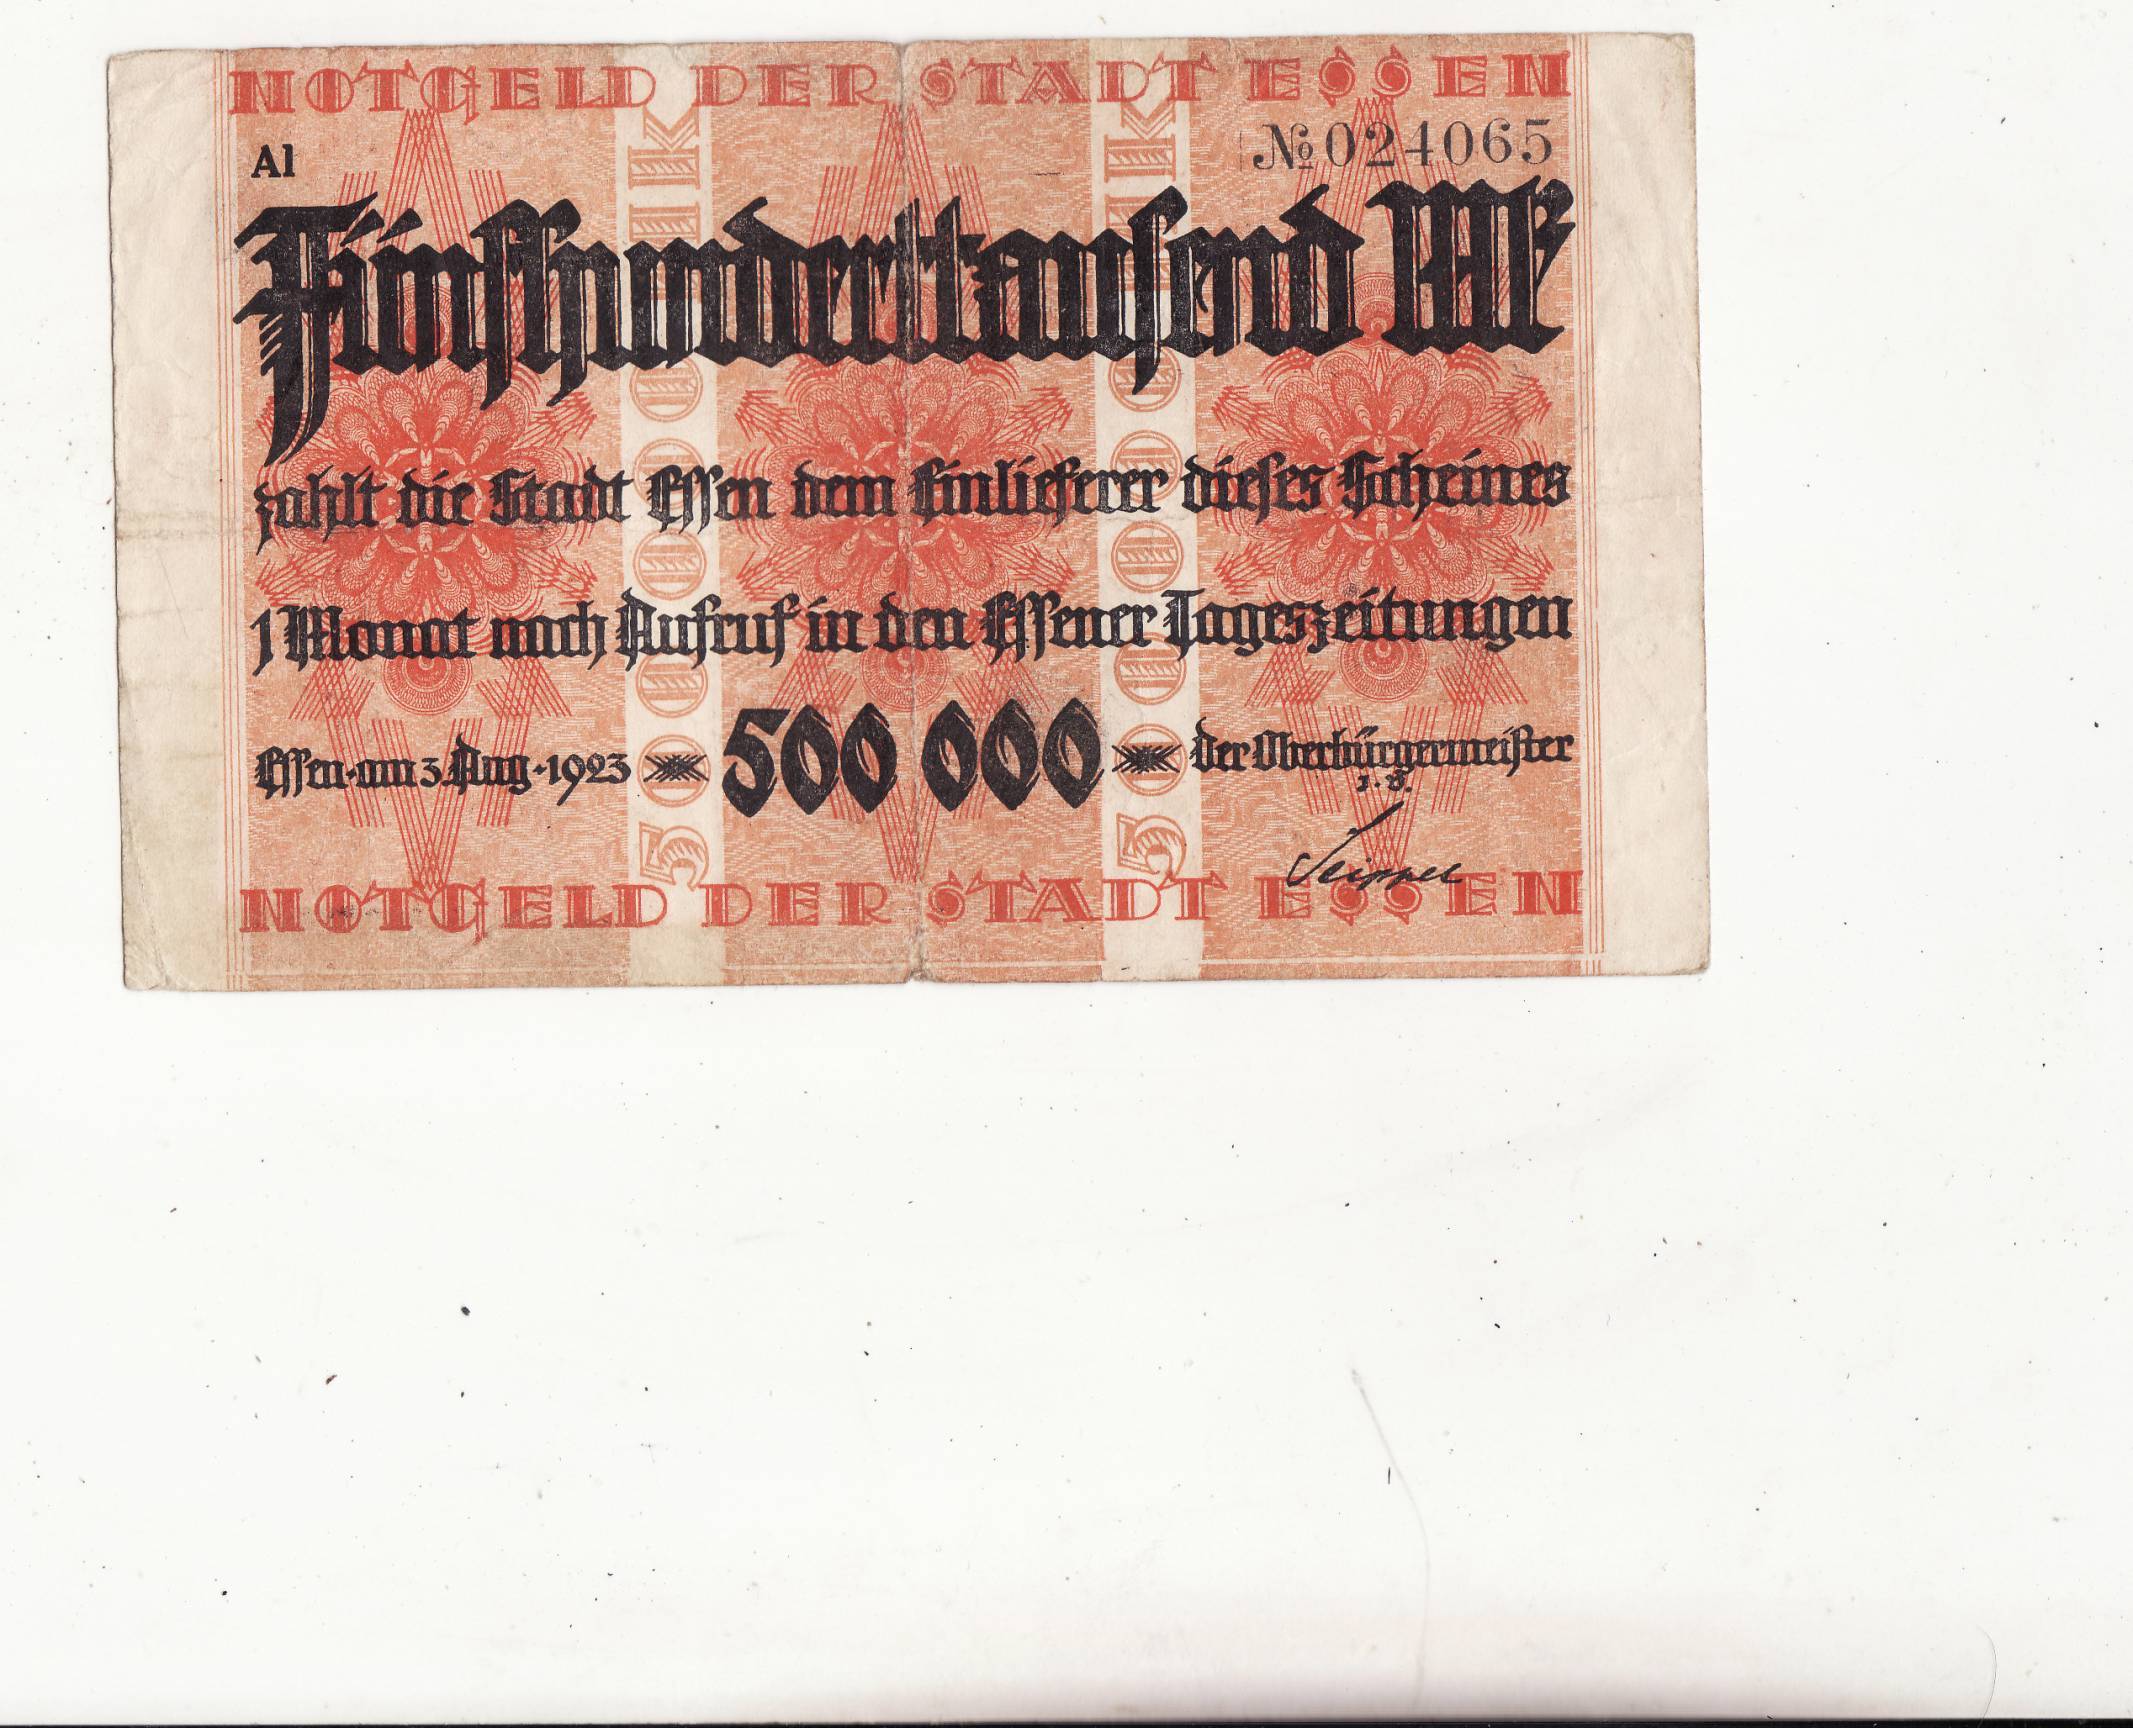 NOTGELD DER STADT ESSEN
Al № 024065
Fünfhunderttausend Mk
zahlt die Stadt Essen dem Einlieferer dieses Scheines
1 Monat nach Aufruf in den Essener Tageszeitungen
Essen·am 3. Aug·1923 500 000 der Oberbürgermeister
I.V.
NOTGELD DER STADT ESSEN